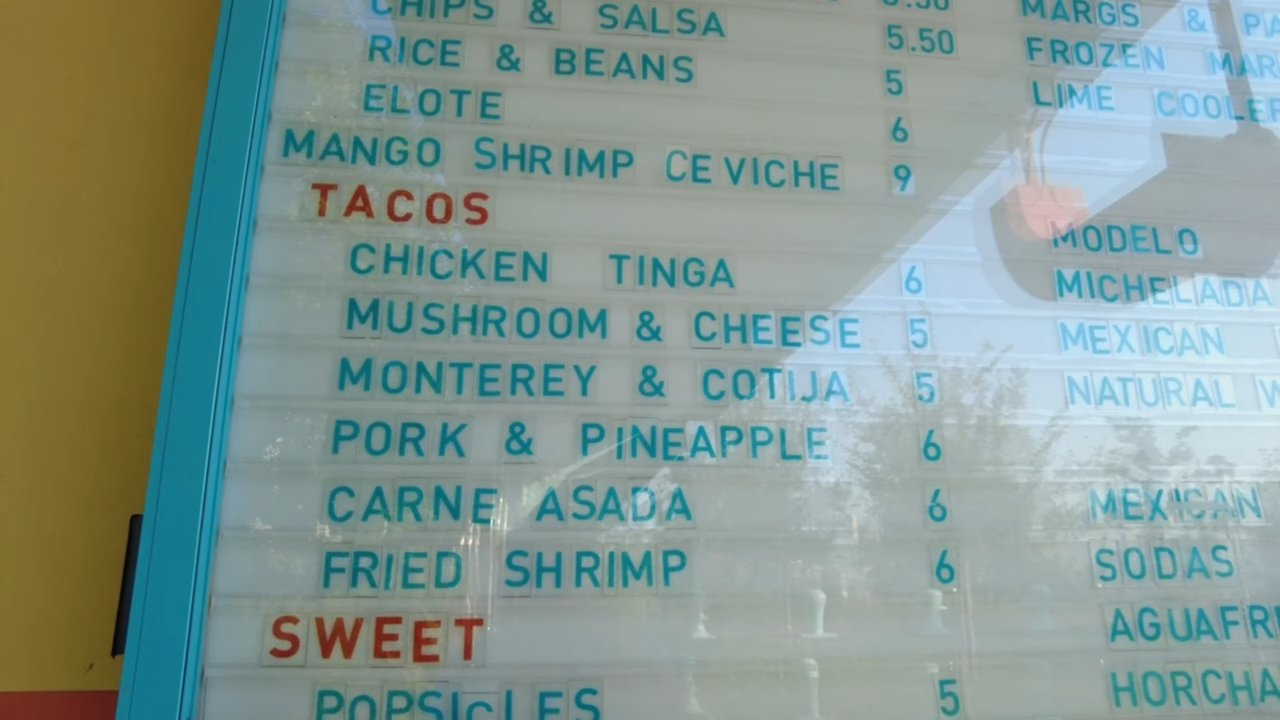 CHIPS & SALSA 5.50
RICE & BEANS 5
ELOTE 6
MANGO SHRIMP CEVICHE 9
TACOS
CHICKEN TINGA 6
MUSHROOM & CHEESE 5
MONTEREY & COTIJA 5
PORK & PINEAPPLE 6
CARNE ASADA 6
FRIED SHRIMP 6
SWEET
POPSICLES 5
MARGS &
FROZEN
LIME
MODELO
MICHELADA
MEXICAN
NATURAL
MEXICAN
SODAS